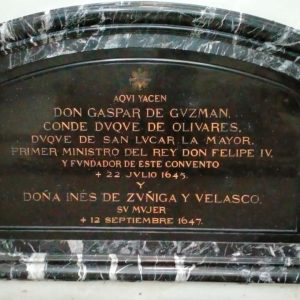 AQVI YACEN
DON GASPAR DE GVZMAN,
CONDE DVQVE DE OLIVARES,
DVQVE DE SAN LVCAR LA MAYOR,
PRIMER MINISTRO DEL REY DON FELIPE IV,
Y FVNDADOR DE ESTE CONVENTO
+ 22 JVLIO 1645.
Y
DOÑA INÉS DE ZVÑIGA Y VELASCO,
SV MVJER
+ 12 SEPTIEMBRE 1647.